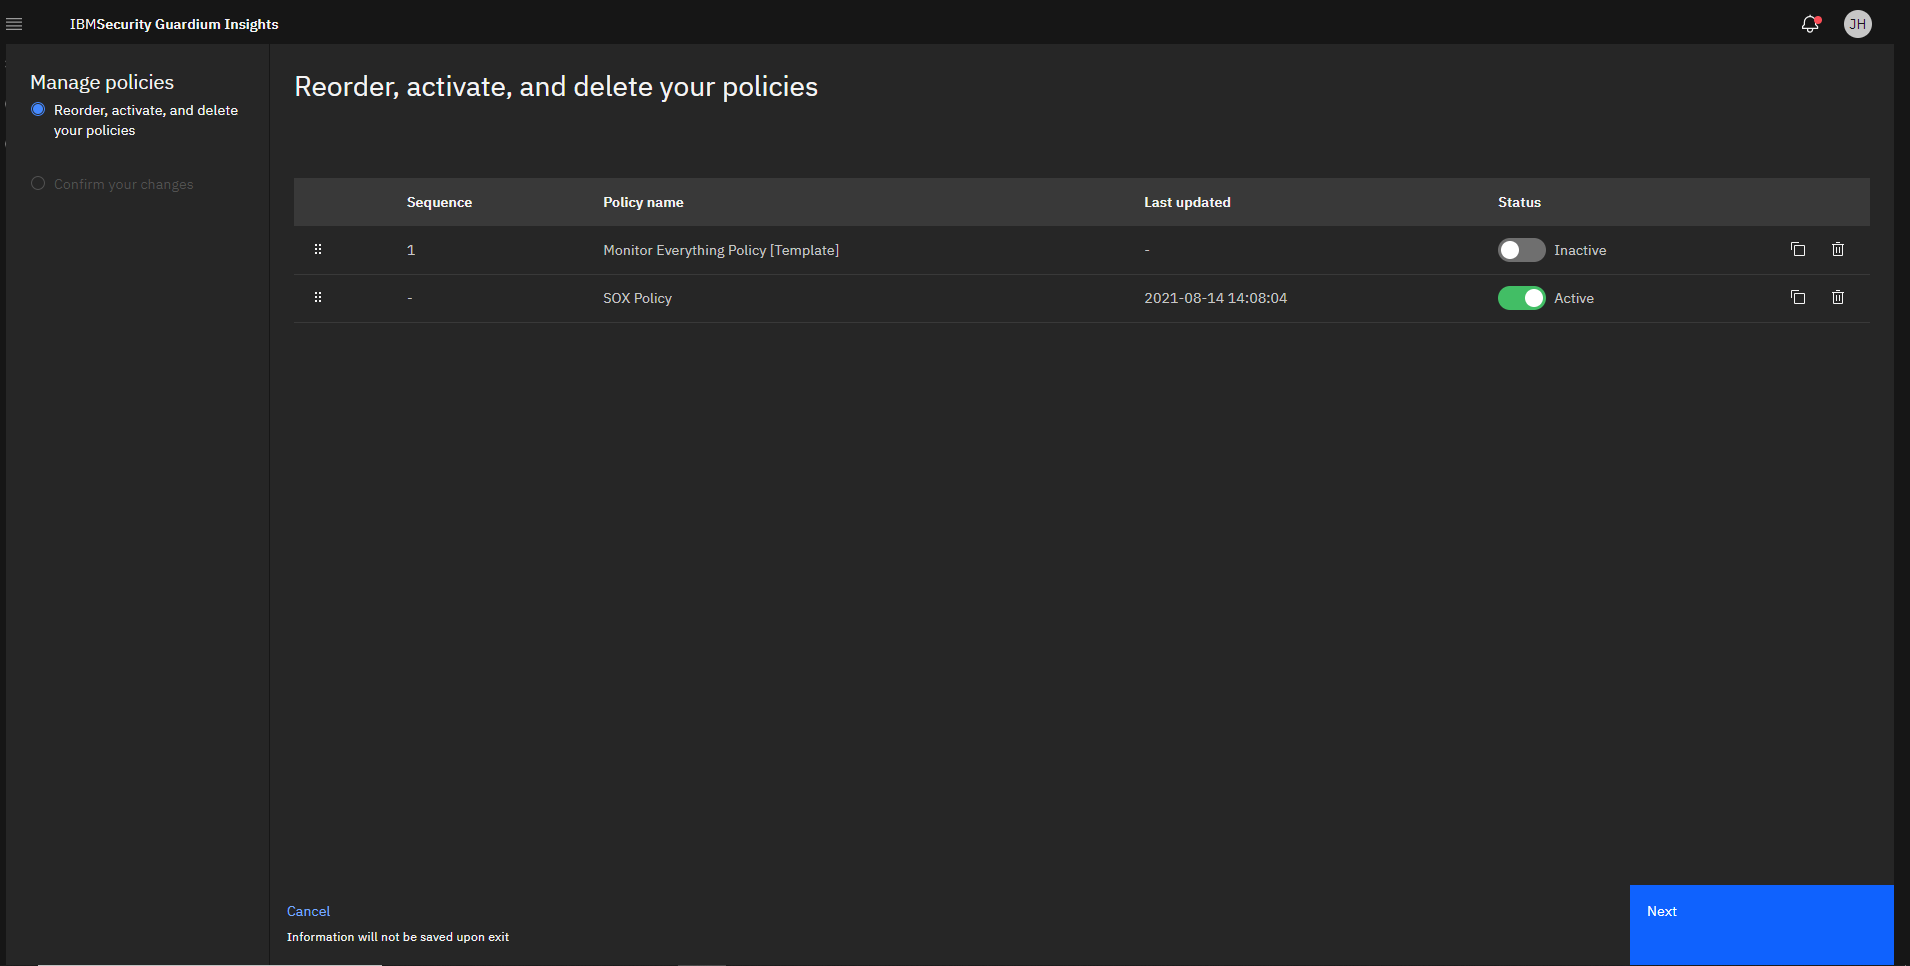 IBMSecurity Guardium Insights
JH
Manage policies
Reorder, activate, and delete
your policies
Confirm your changes
Reorder, activate, and delete your policies
Sequence Policy name Last updated Status
1 Monitor Everything Policy [Template] - Inactive
- SOX Policy 2021-08-14 14:08:04 Active
Cancel
Information will not be saved upon exit
Next